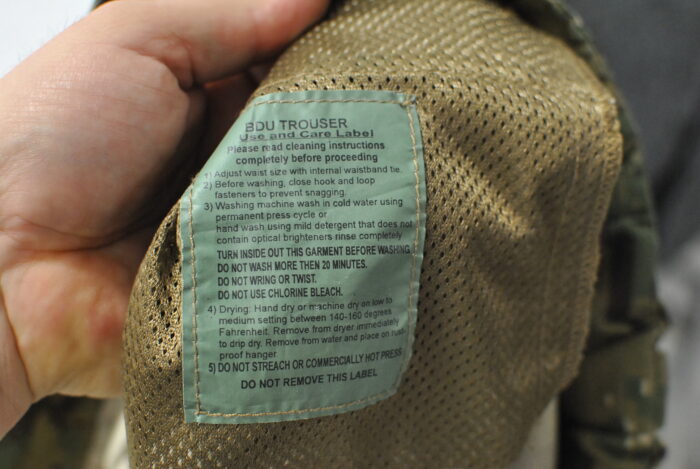 BDU TROUSER
Use and Care Label
Please read cleaning instructions
completely before proceeding
1) Adjust waist size with internal waistband tie.
2) Before washing, close hook and loop
fasteners to prevent snagging.
3) Washing machine wash in cold water using
permanent press cycle or
hand wash using mild detergent that does not
contain optical brighteners rinse completely
TURN INSIDE OUT THIS GARMENT BEFORE WASHING
DO NOT WASH MORE THEN 20 MINUTES.
DO NOT WRING OR TWIST.
DO NOT USE CHLORINE BLEACH.
4) Drying: Hand dry or machine dry on low to
medium setting between 140-160 degrees
Fahrenheit. Remove from dryer immediately
to drip dry. Remove from water and place on rust-
proof hanger
5) DO NOT STREACH OR COMMERCIALLY HOT PRESS
DO NOT REMOVE THIS LABEL